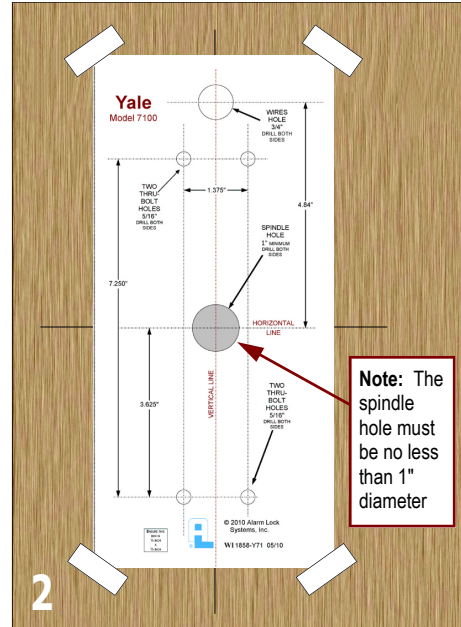 Yale
Model 7100
WIRES
HOLE
3/4"
DRILL BOTH
SIDES
1.375"
4.84"
TWO
THRU-
BOLT
HOLES
5/16"
DRILL BOTH
SIDES
SPINDLE
HOLE
1" MINIMUM
DRILL BOTH
SIDES
7.250"
HORIZONTAL
LINE
VERTICAL LINE
3.625"
Note: The
spindle
hole must
be no less
than 1"
diameter
TWO
THRU-
BOLT
HOLES
5/16"
DRILL BOTH
SIDES
© 2010 Alarm Lock
Systems, Inc.
WI1858-Y71 05/10
2